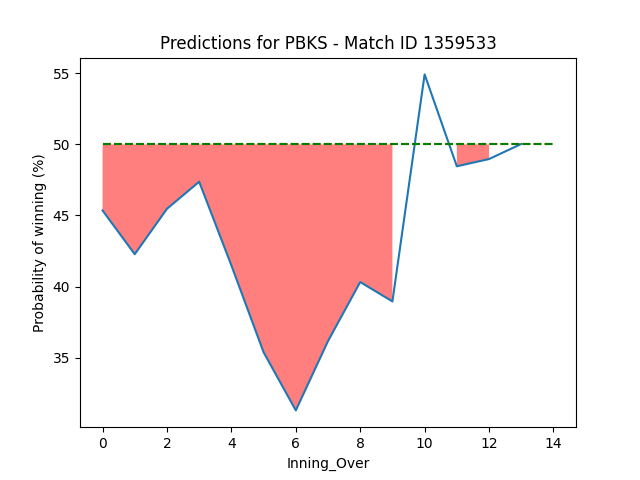 Predictions for PBKS - Match ID 1359533
Probability of winning (%)
55
50
45
40
35
0 2 4 6 8 10 12 14
Inning_Over